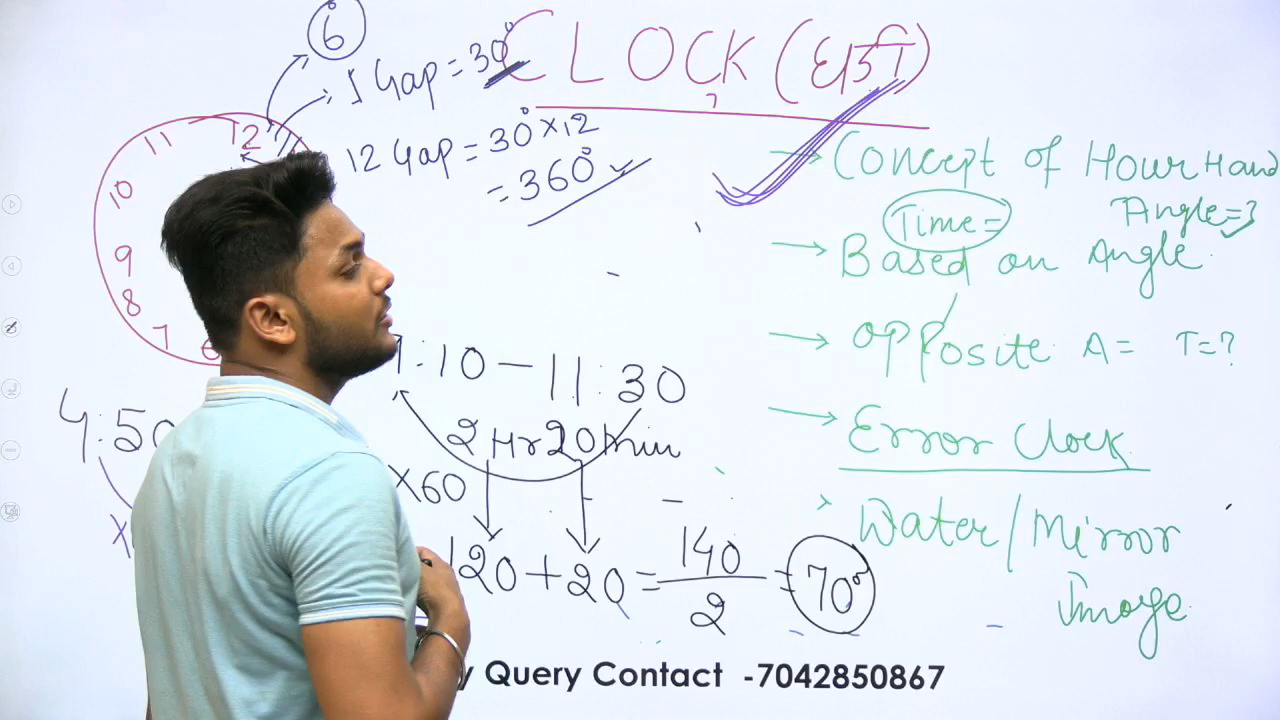 6°
1 Gap = 30°
CLOCK (घड़ी)
12 Gap = 30° × 12
= 360°
11 12
10
9
8
7 6
→ Concept of Hour Hand
Time = Angle = ?
→ Based on Angle
→ opposite A = T = ?
→ Error Clock
Water / Mirror
Image
:10 - 11:30
2 Hr 20 Min
4:50
×60
120 + 20 = 140/2 = 70°
y Query Contact -7042850867